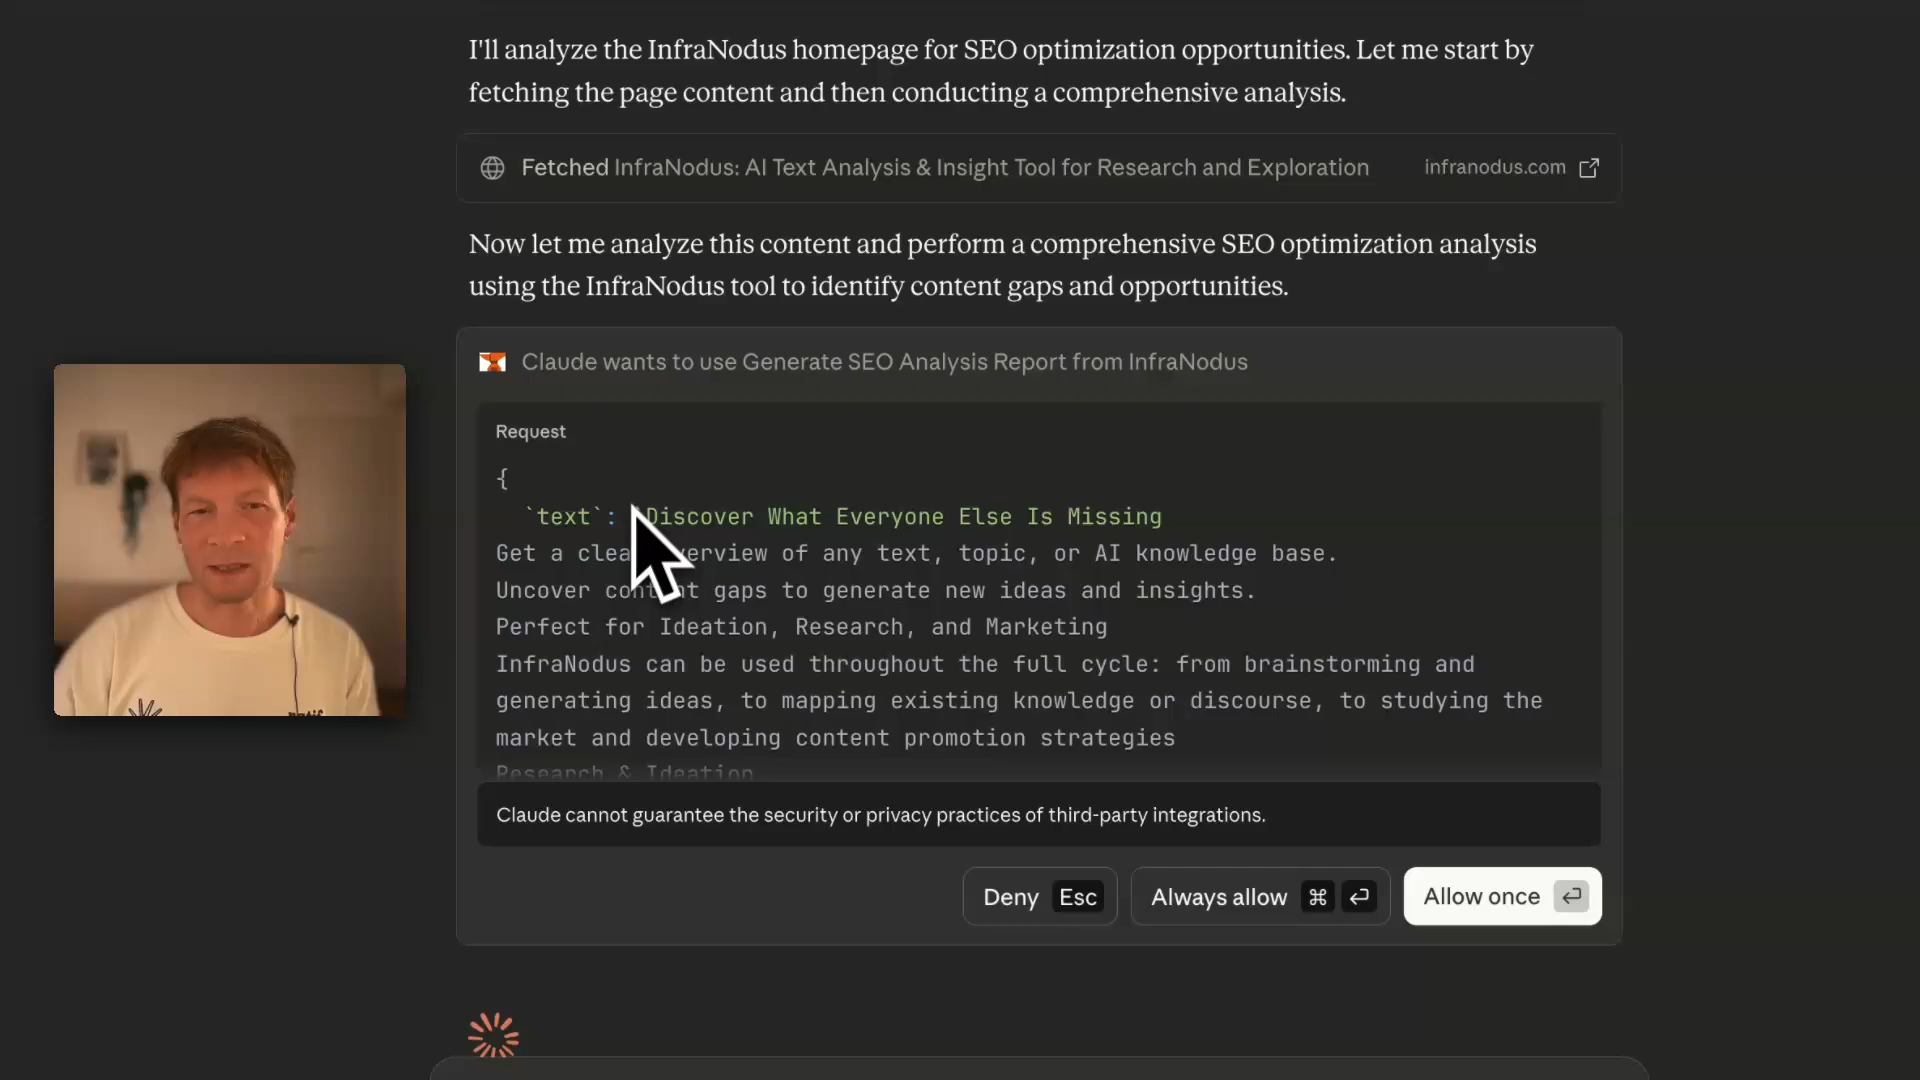 I'll analyze the InfraNodus homepage for SEO optimization opportunities. Let me start by
fetching the page content and then conducting a comprehensive analysis.
Fetched InfraNodus: AI Text Analysis & Insight Tool for Research and Exploration infranodus.com
Now let me analyze this content and perform a comprehensive SEO optimization analysis
using the InfraNodus tool to identify content gaps and opportunities.
Claude wants to use Generate SEO Analysis Report from InfraNodus
Request
{
`text`: `Discover What Everyone Else Is Missing
Get a clear overview of any text, topic, or AI knowledge base.
Uncover content gaps to generate new ideas and insights.
Perfect for Ideation, Research, and Marketing
InfraNodus can be used throughout the full cycle: from brainstorming and
generating ideas, to mapping existing knowledge or discourse, to studying the
market and developing content promotion strategies
Research & Ideation
Claude cannot guarantee the security or privacy practices of third-party integrations.
Deny Esc Always allow ⌘ ⏎ Allow once ⏎